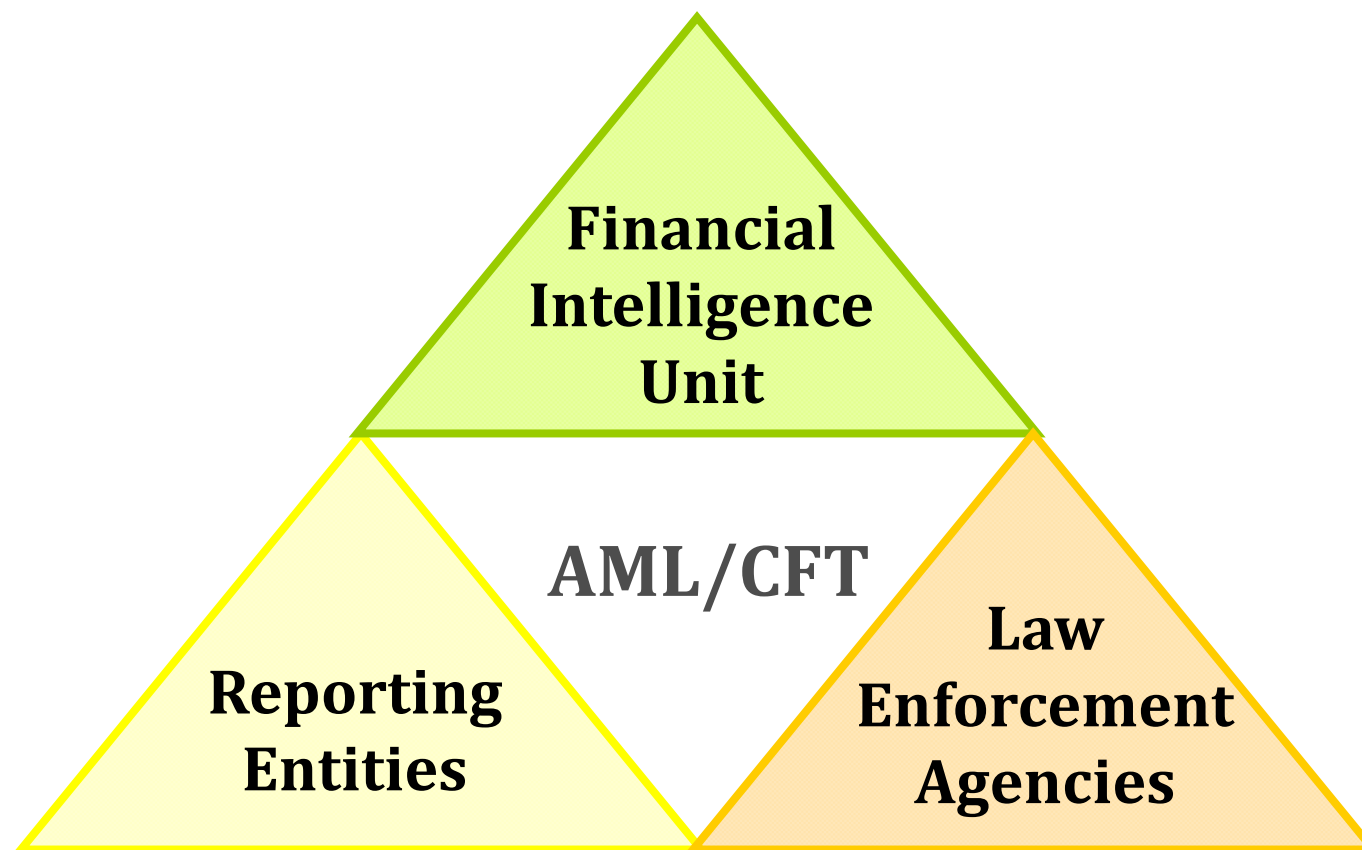 Financial
Intelligence
Unit
AML/CFT
Reporting
Entities
Law
Enforcement
Agencies